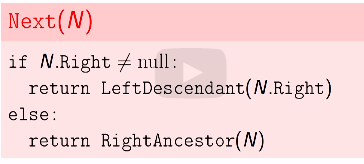 Next(N)
if N.Right ≠ null:
return LeftDescendant(N.Right)
else:
return RightAncestor(N)